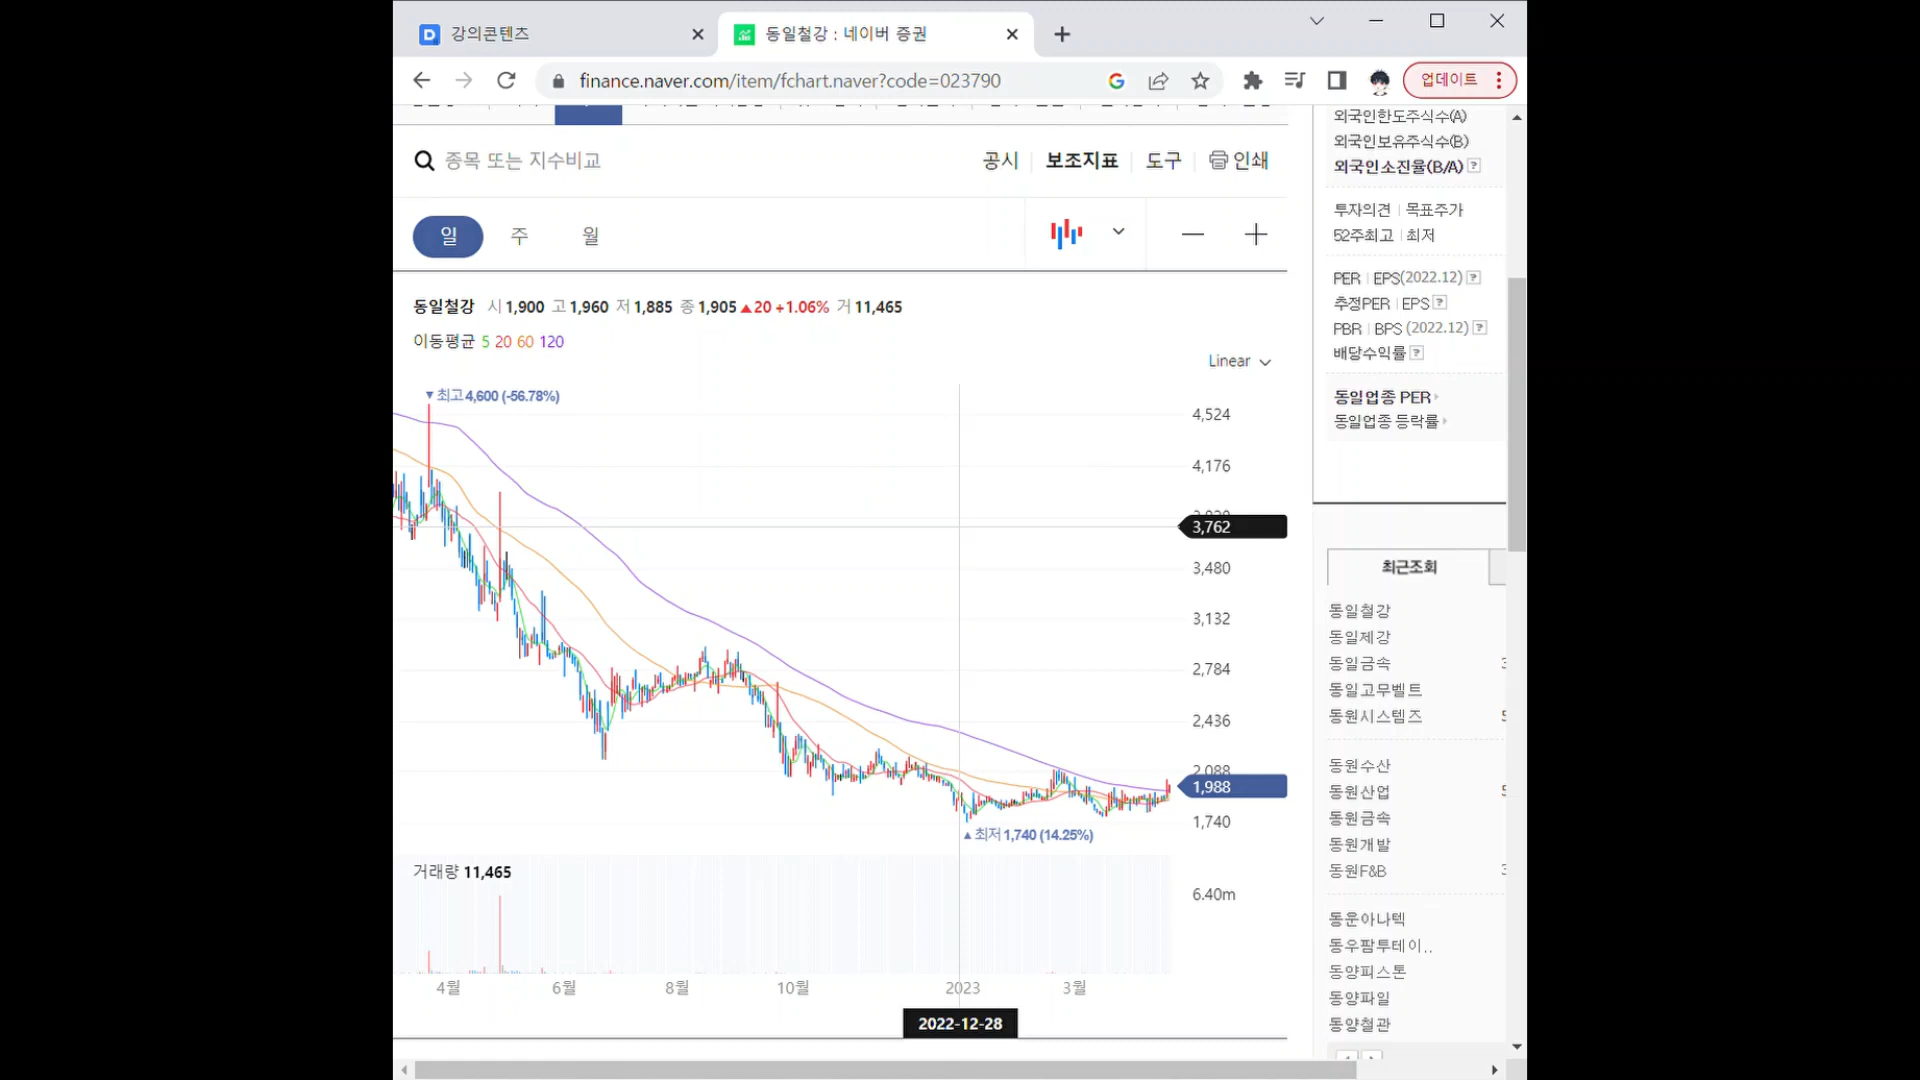 강의콘텐츠
동일철강 : 네이버 증권
finance.naver.com/item/fchart.naver?code=023790
업데이트
종목 또는 지수비교
공시
보조지표
도구
인쇄
일
주
월
동일철강 시 1,900 고 1,960 저 1,885 종 1,905 ▲20 +1.06% 거 11,465
이동평균 5 20 60 120
Linear
▼최고4,600 (-56.78%)
4,524
4,176
3,762
3,480
3,132
2,784
2,436
2,088
1,988
1,740
▲최저1,740 (14.25%)
거래량 11,465
6.40m
4월
6월
8월
10월
2023
3월
2022-12-28
외국인한도주식수(A)
외국인보유주식수(B)
외국인소진율(B/A) ?
투자의견 | 목표주가
52주최고 | 최저
PER | EPS(2022.12) ?
추정PER | EPS ?
PBR | BPS (2022.12) ?
배당수익률 ?
동일업종 PER
동일업종 등락률
최근조회
동일철강
동일제강
동일금속
동일고무벨트
동원시스템즈
동원수산
동원산업
동원금속
동원개발
동원F&B
동운아나텍
동우팜투테이..
동양피스톤
동양파일
동양철관